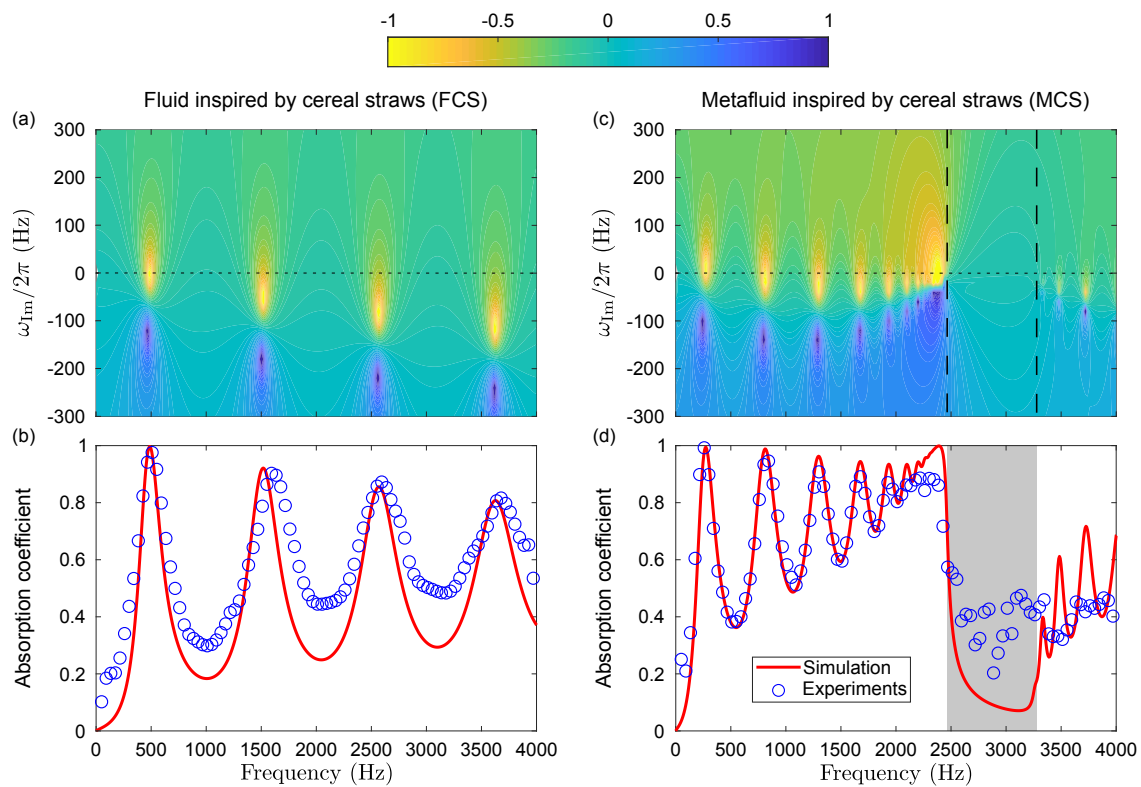 -1 -0.5 0 0.5 1
Fluid inspired by cereal straws (FCS)
(a)
300
200
100
0
-100
-200
-300
ω_Im/2π (Hz)
(b)
1
0.8
0.6
0.4
0.2
0
Absorption coefficient
0 500 1000 1500 2000 2500 3000 3500 4000
Frequency (Hz)
Metafluid inspired by cereal straws (MCS)
(c)
300
200
100
0
-100
-200
-300
ω_Im/2π (Hz)
(d)
1
0.8
0.6
0.4
0.2
0
Absorption coefficient
Simulation
Experiments
0 500 1000 1500 2000 2500 3000 3500 4000
Frequency (Hz)